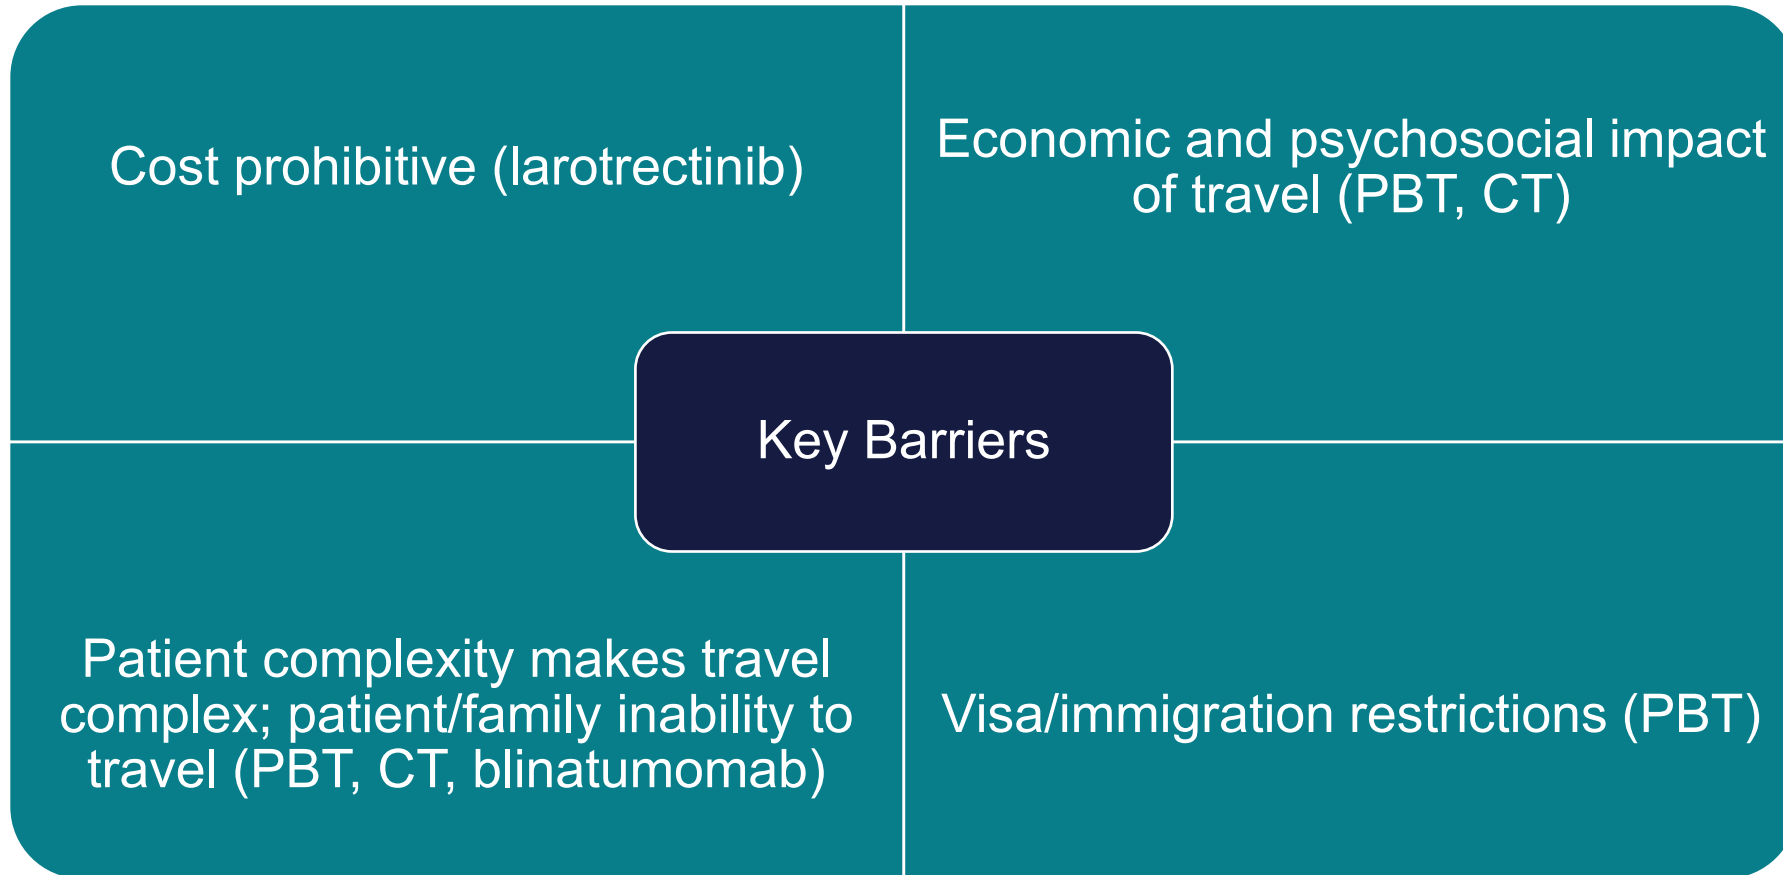 Cost prohibitive (larotrectinib)
Economic and psychosocial impact
of travel (PBT, CT)
Key Barriers
Patient complexity makes travel
complex; patient/family inability to
travel (PBT, CT, blinatumomab)
Visa/immigration restrictions (PBT)